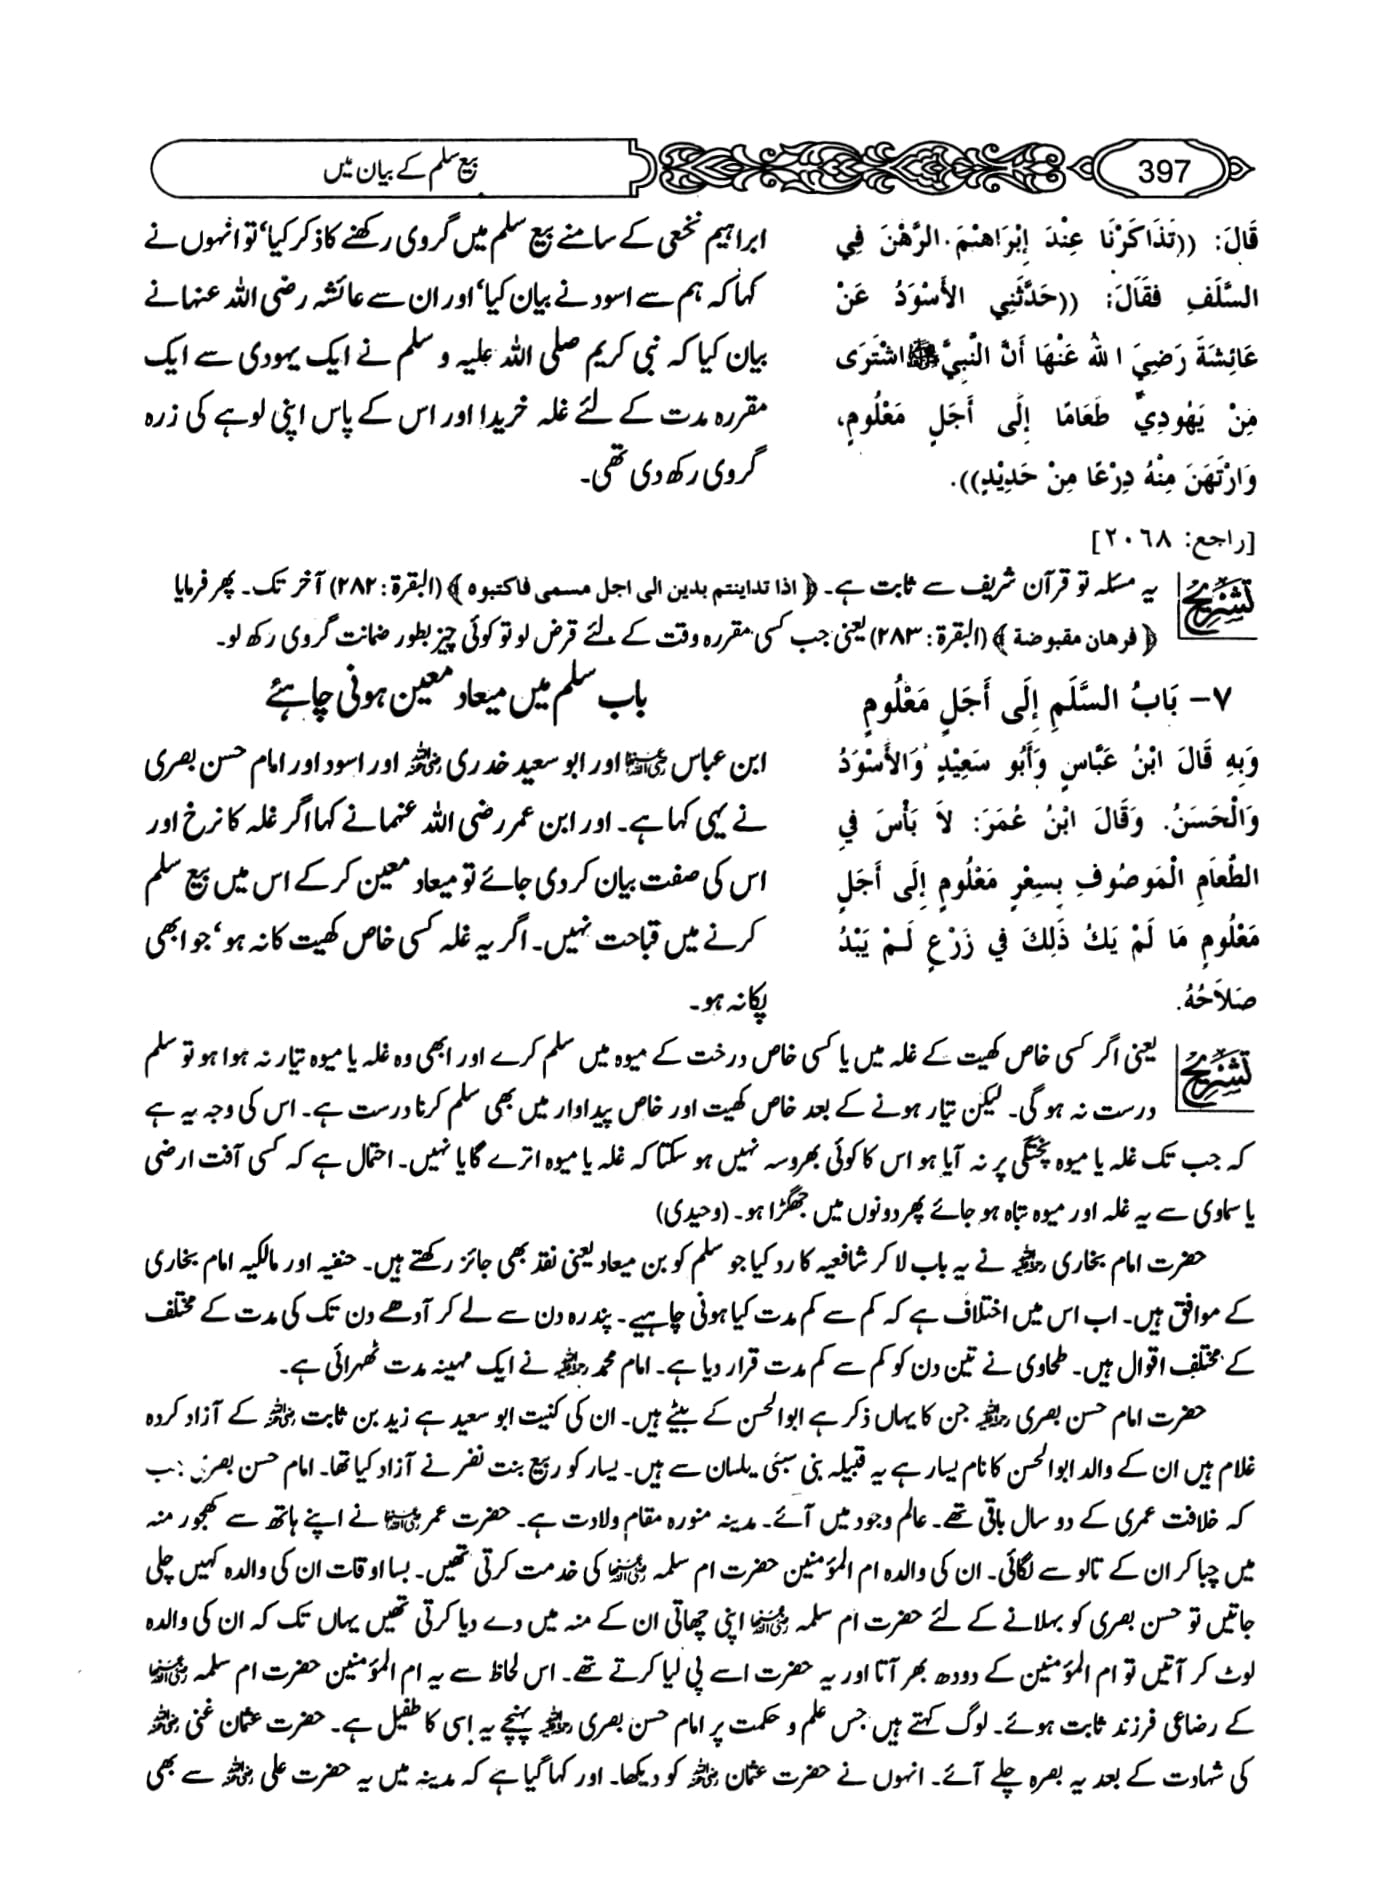 397
بیع سلم کے بیان میں
قَالَ: ((تَذَاكَرْنَا عِنْدَ إِبْرَاهِيْمَ الرَّهْنَ فِي
السَّلَفِ فَقَالَ: ((حَدَّثَنِي الأَسْوَدُ عَنْ
عَائِشَةَ رَضِيَ اللهُ عَنْهَا أَنَّ النَّبِيَّ ﷺ اشْتَرَى
مِنْ يَهُودِيٍّ طَعَامًا إِلَى أَجَلٍ مَعْلُومٍ،
وَارْتَهَنَ مِنْهُ دِرْعًا مِنْ حَدِيْدٍ)).
[راجع: ٢٠٦٨]
ابراہیم نخعی کے سامنے بیع سلم میں گروی رکھنے کا ذکر کیا‘ تو انہوں نے
کہا کہ ہم سے اسود نے بیان کیا‘ اور ان سے عائشہ رضی اللہ عنہا نے
بیان کیا کہ نبی کریم صلی اللہ علیہ و سلم نے ایک یہودی سے ایک
مقررہ مدت کے لئے غلہ خریدا اور اس کے پاس اپنی لوہے کی زرہ
گروی رکھ دی تھی۔
تشریح
یہ مسئلہ تو قرآن شریف سے ثابت ہے۔ ﴿ اذا تداينتم بدين الى اجل مسمى فاكتبوه ﴾ (البقرة : ۲۸۲) آخر تک۔ پھر فرمایا
﴿ فرهان مقبوضة ﴾ (البقرة : ۲۸۳) یعنی جب کسی مقررہ وقت کے لئے قرض لو تو کوئی چیز بطور ضمانت گروی رکھ لو۔
٧- بَابُ السَّلَمِ إِلَى أَجَلٍ مَعْلُومٍ
باب سلم میں میعاد معین ہونی چاہئے
وَبِهِ قَالَ ابْنُ عَبَّاسٍ وَأَبُو سَعِيْدٍ وَالأَسْوَدُ
وَالْحَسَنُ. وَقَالَ ابْنُ عُمَرَ: لاَ بَأْسَ فِي
الطَّعَامِ الْمَوصُوفِ بِسِعْرٍ مَعْلُومٍ إِلَى أَجَلٍ
مَعْلُومٍ مَا لَمْ يَكُ ذَلِكَ فِي زَرْعٍ لَمْ يَبْدُ
صَلاَحُهُ.
ابن عباس رضی اللہ عنہما اور ابو سعید خدری رضی اللہ عنہ اور اسود اور امام حسن بصری
نے یہی کہا ہے۔ اور ابن عمر رضی اللہ عنہما نے کہا اگر غلہ کا نرخ اور
اس کی صفت بیان کر دی جائے تو میعاد معین کر کے اس میں بیع سلم
کرنے میں قباحت نہیں۔ اگر یہ غلہ کسی خاص کھیت کا نہ ہو‘ جو ابھی
پکا نہ ہو۔
تشریح
یعنی اگر کسی خاص کھیت کے غلہ میں یا کسی خاص درخت کے میوہ میں سلم کرے اور ابھی وہ غلہ یا میوہ تیار نہ ہوا ہو تو سلم
درست نہ ہو گی۔ لیکن تیار ہونے کے بعد خاص کھیت اور خاص پیداوار میں بھی سلم کرنا درست ہے۔ اس کی وجہ یہ ہے
کہ جب تک غلہ یا میوہ پختگی پر نہ آیا ہو اس کا کوئی بھروسہ نہیں ہو سکتا کہ غلہ یا میوہ اترے گا یا نہیں۔ احتمال ہے کہ کسی آفت ارضی
یا سماوی سے یہ غلہ اور میوہ تباہ ہو جائے پھر دونوں میں جھگڑا ہو۔ (وحیدی)
حضرت امام بخاری رحمۃ اللہ علیہ نے یہ باب لا کر شافعیہ کا رد کیا جو سلم کو بن میعاد یعنی نقد بھی جائز رکھتے ہیں۔ حنفیہ اور مالکیہ امام بخاری
کے موافق ہیں۔ اب اس میں اختلاف ہے کہ کم سے کم مدت کیا ہونی چاہیے۔ پندرہ دن سے لے کر آدھے دن تک کی مدت کے مختلف
کے مختلف اقوال ہیں۔ طحاوی نے تین دن کو کم سے کم مدت قرار دیا ہے۔ امام محمد رحمۃ اللہ علیہ نے ایک مہینہ مدت ٹھرائی ہے۔
حضرت امام حسن بصری رحمۃ اللہ علیہ جن کا یہاں ذکر ہے ابوالحسن کے بیٹے ہیں۔ ان کی کنیت ابو سعید ہے زید بن ثابت رضی اللہ عنہ کے آزاد کردہ
غلام ہیں ان کے والد ابوالحسن کا نام یسار ہے یہ قبیلہ بنی سبئی یلسان سے ہیں۔ یسار کو ربیع بنت نفر نے آزاد کیا تھا۔ امام حسن بصری جب
کہ خلافت عمری کے دو سال باقی تھے۔ عالم وجود میں آئے۔ مدینہ منورہ مقام ولادت ہے۔ حضرت عمر رضی اللہ عنہ نے اپنے ہاتھ سے کھجور منہ
میں چبا کر ان کے تالو سے لگائی۔ ان کی والدہ ام المؤمنین حضرت ام سلمہ رضی اللہ عنہا کی خدمت کرتی تھیں۔ بسا اوقات ان کی والدہ کہیں چلی
جاتیں تو حسن بصری کو بہلانے کے لئے حضرت ام سلمہ رضی اللہ عنہا اپنی چھاتی ان کے منہ میں دے دیا کرتی تھیں یہاں تک کہ ان کی والدہ
لوٹ کر آتیں تو ام المؤمنین کے دودھ بھر آتا اور یہ حضرت اسے پی لیا کرتے تھے۔ اس لحاظ سے یہ ام المؤمنین حضرت ام سلمہ رضی اللہ عنہا
کے رضاعی فرزند ثابت ہوئے۔ لوگ کہتے ہیں جس علم و حکمت پر امام حسن بصری رحمۃ اللہ علیہ پہنچے یہ اسی کا طفیل ہے۔ حضرت عثمان غنی رضی اللہ عنہ
کی شہادت کے بعد یہ بصرہ چلے آئے۔ انہوں نے حضرت عثمان رضی اللہ عنہ کو دیکھا۔ اور کہا گیا ہے کہ مدینہ میں یہ حضرت علی رضی اللہ عنہ سے بھی